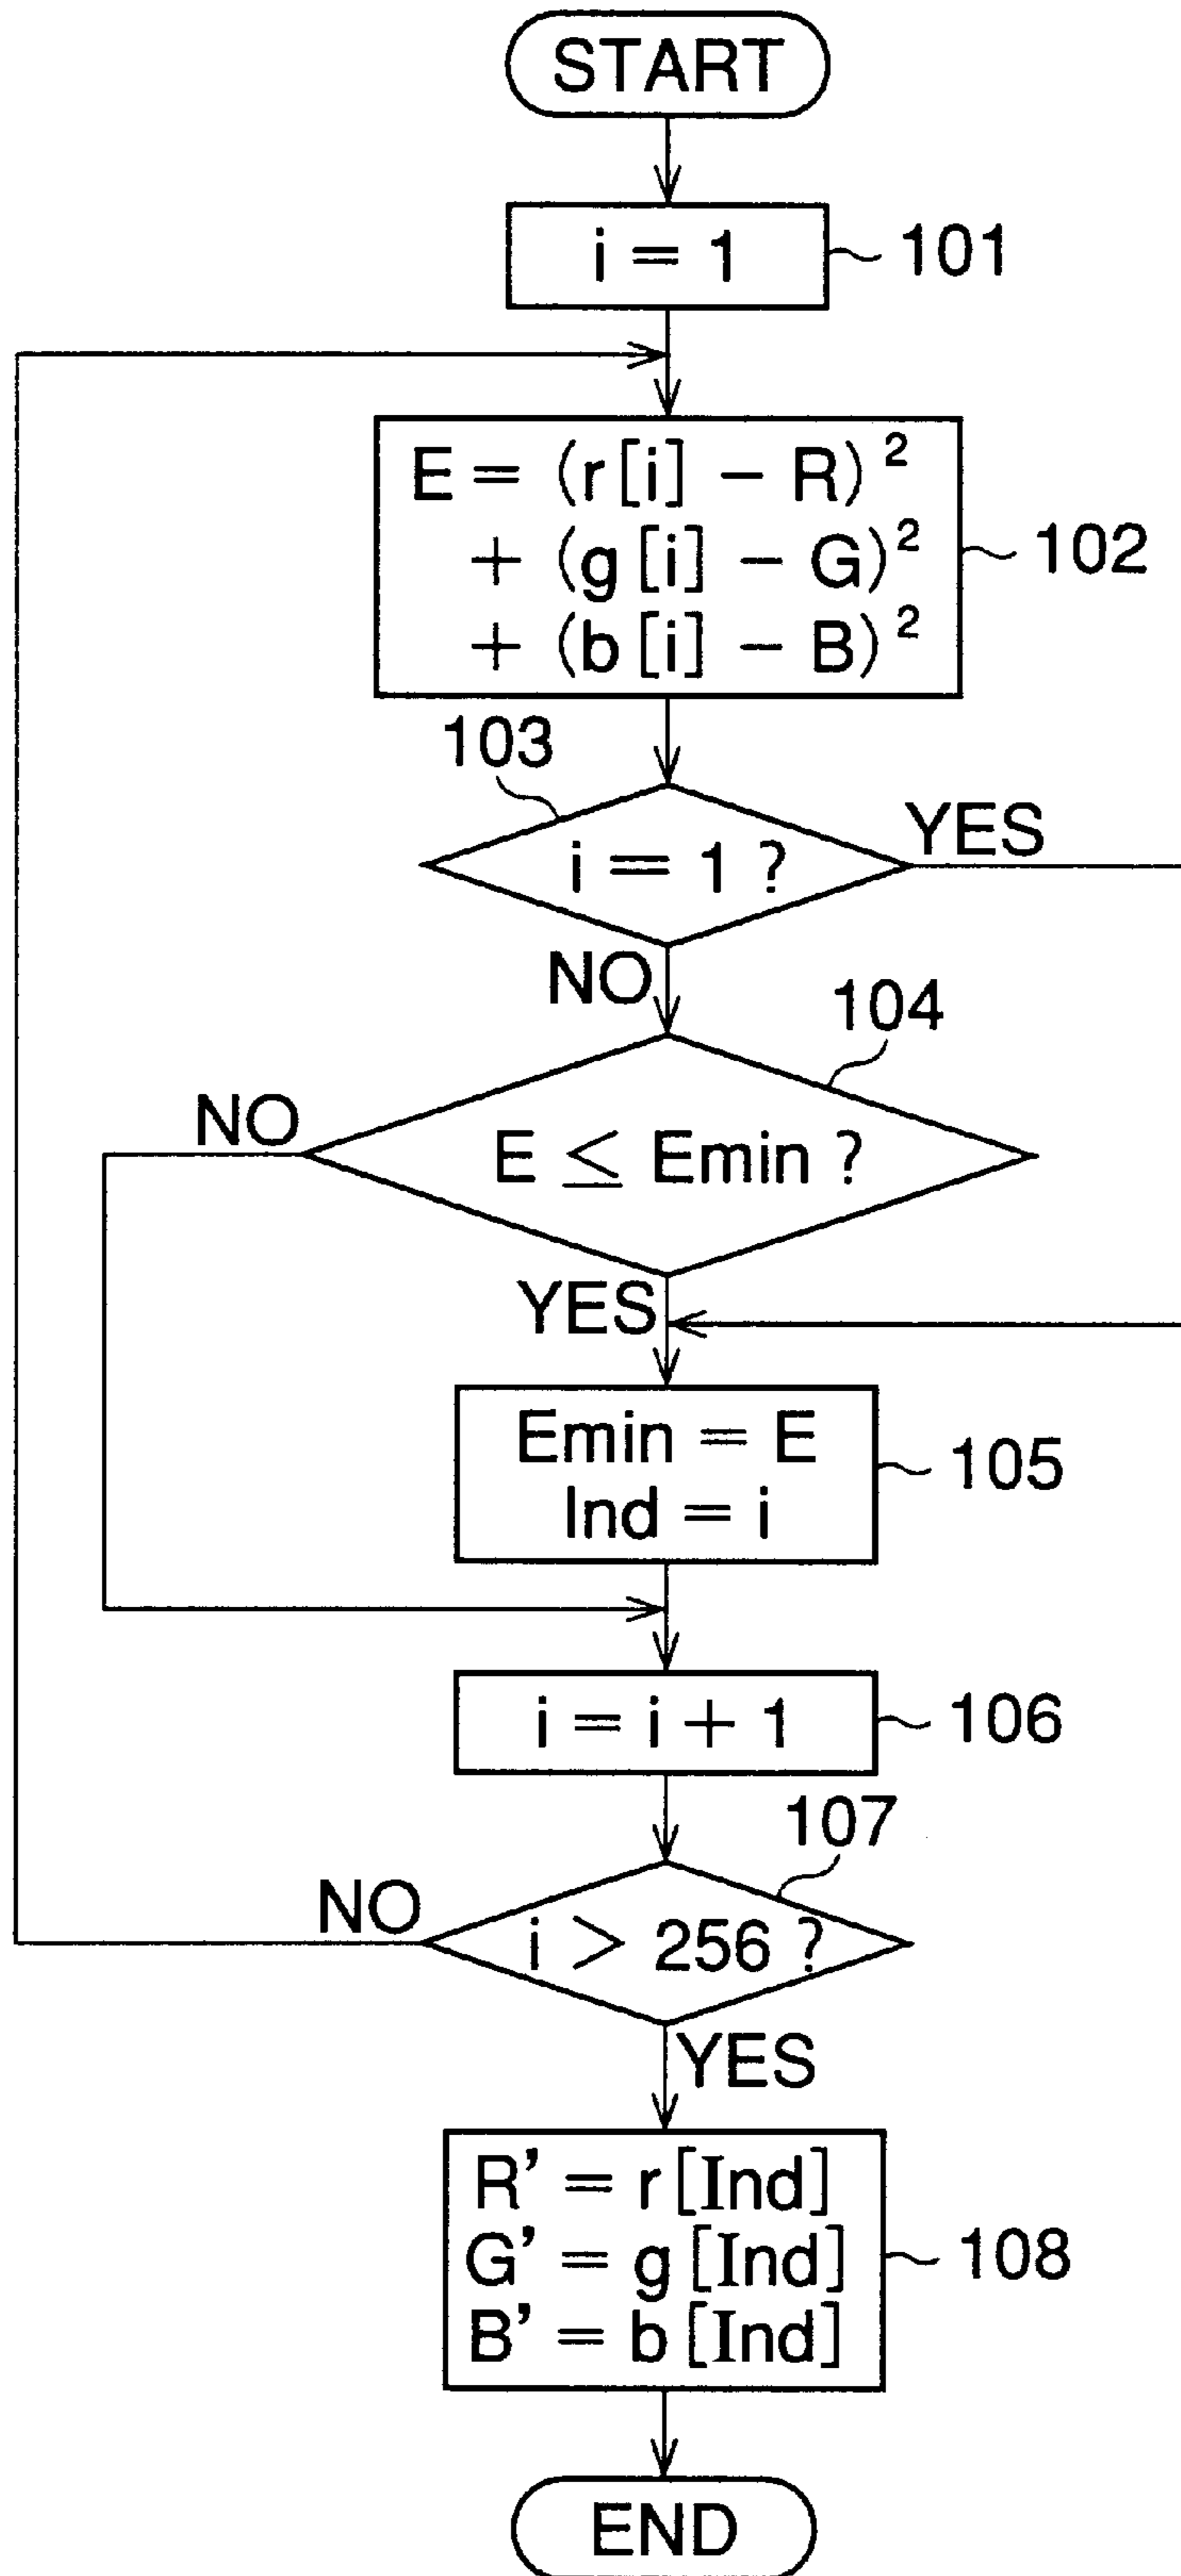 START
i = 1
101
E = (r[i] − R)²
+ (g[i] − G)²
+ (b[i] − B)²
102
103
i = 1 ?
YES
NO
104
NO
E ≤ Emin ?
YES
Emin = E
Ind = i
105
i = i + 1
106
107
NO
i > 256 ?
YES
R' = r[Ind]
G' = g[Ind]
B' = b[Ind]
108
END